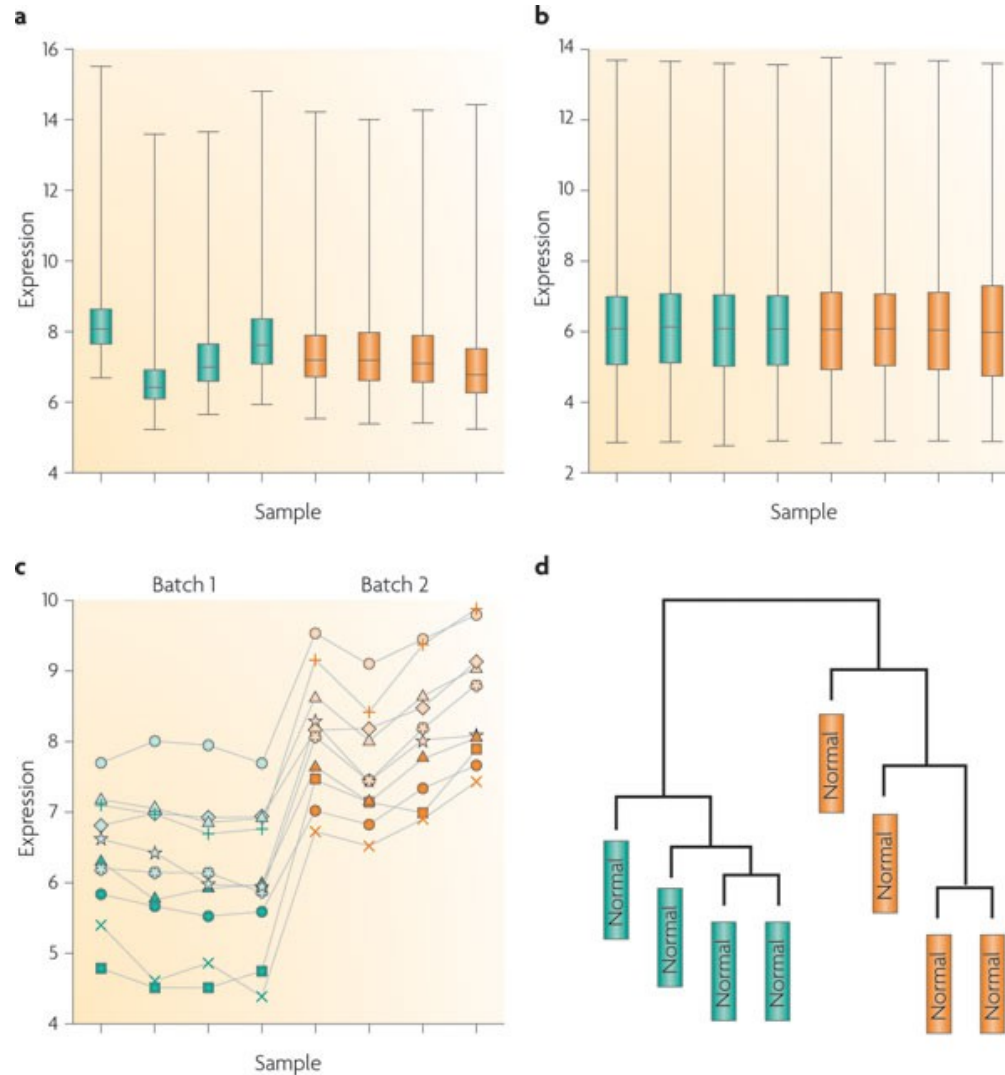 a
16
14
12
10
8
6
4
Expression
Sample
b
14
12
10
8
6
4
2
Expression
Sample
c
Batch 1
Batch 2
10
9
8
7
6
5
4
Expression
Sample
d
Normal
Normal
Normal
Normal
Normal
Normal
Normal
Normal